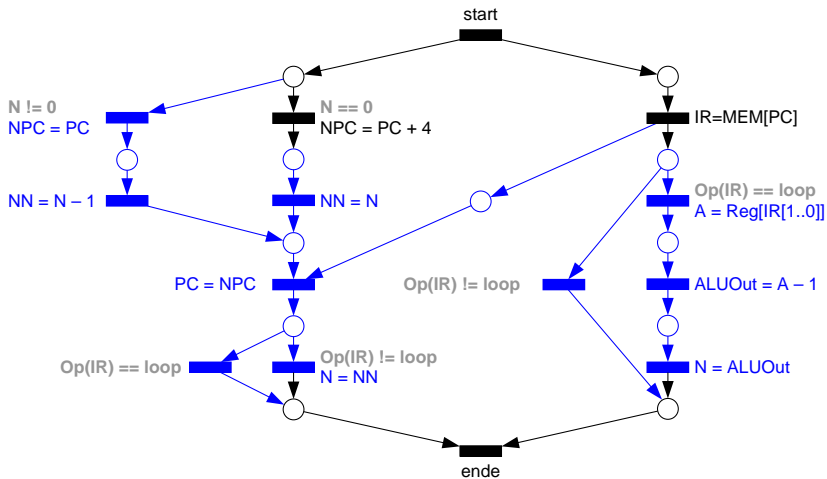 start
N != 0
NPC = PC
N == 0
NPC = PC + 4
IR=MEM[PC]
NN = N – 1
NN = N
Op(IR) == loop
A = Reg[IR[1..0]]
PC = NPC
Op(IR) != loop
ALUOut = A – 1
Op(IR) == loop
Op(IR) != loop
N = NN
N = ALUOut
ende